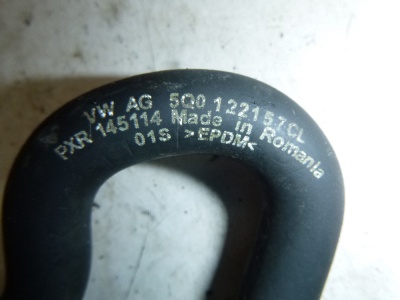 VW AG 5Q0 122157CL
PXR/145114 Made in Romania
01S >EPDM<